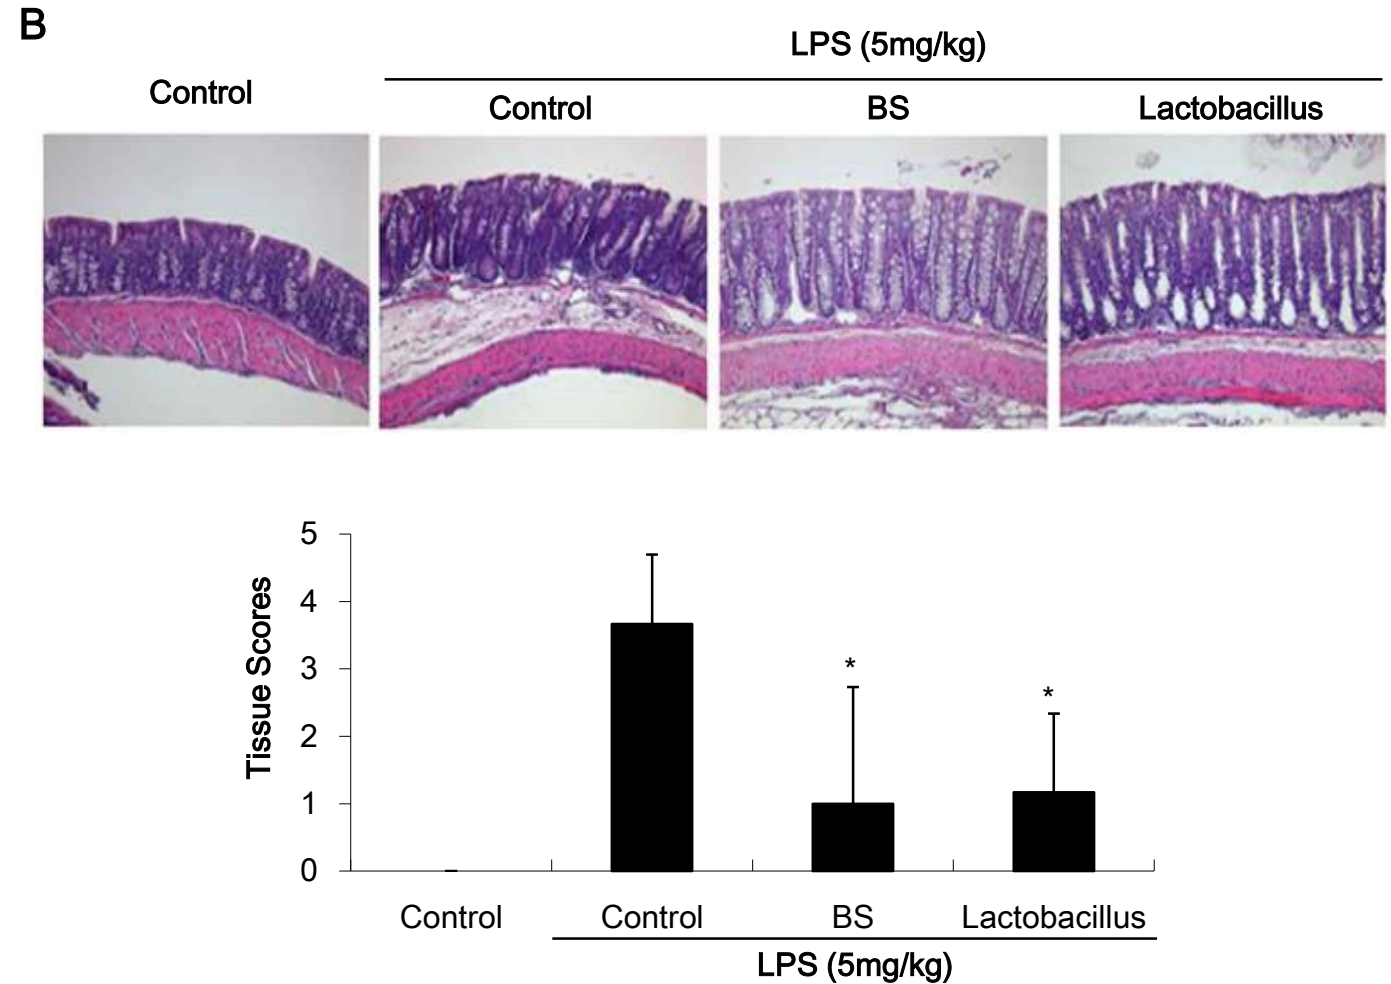 B
LPS (5mg/kg)
Control
Control
BS
Lactobacillus
5
4
3
2
1
0
Tissue Scores
*
*
Control
Control
BS
Lactobacillus
LPS (5mg/kg)